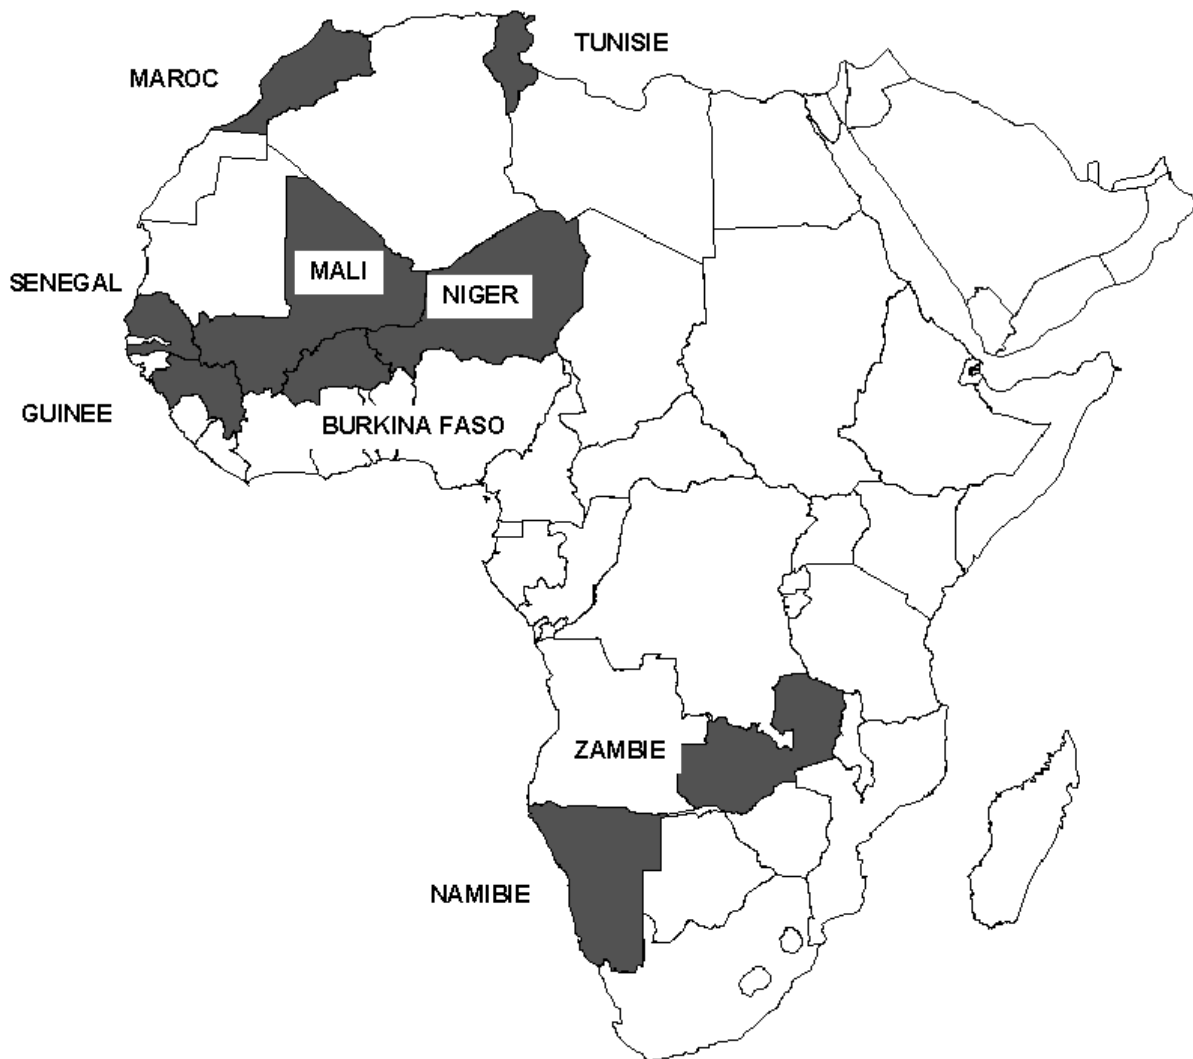 TUNISIE
MAROC
MALI
SENEGAL
NIGER
GUINEE
BURKINA FASO
ZAMBIE
NAMIBIE